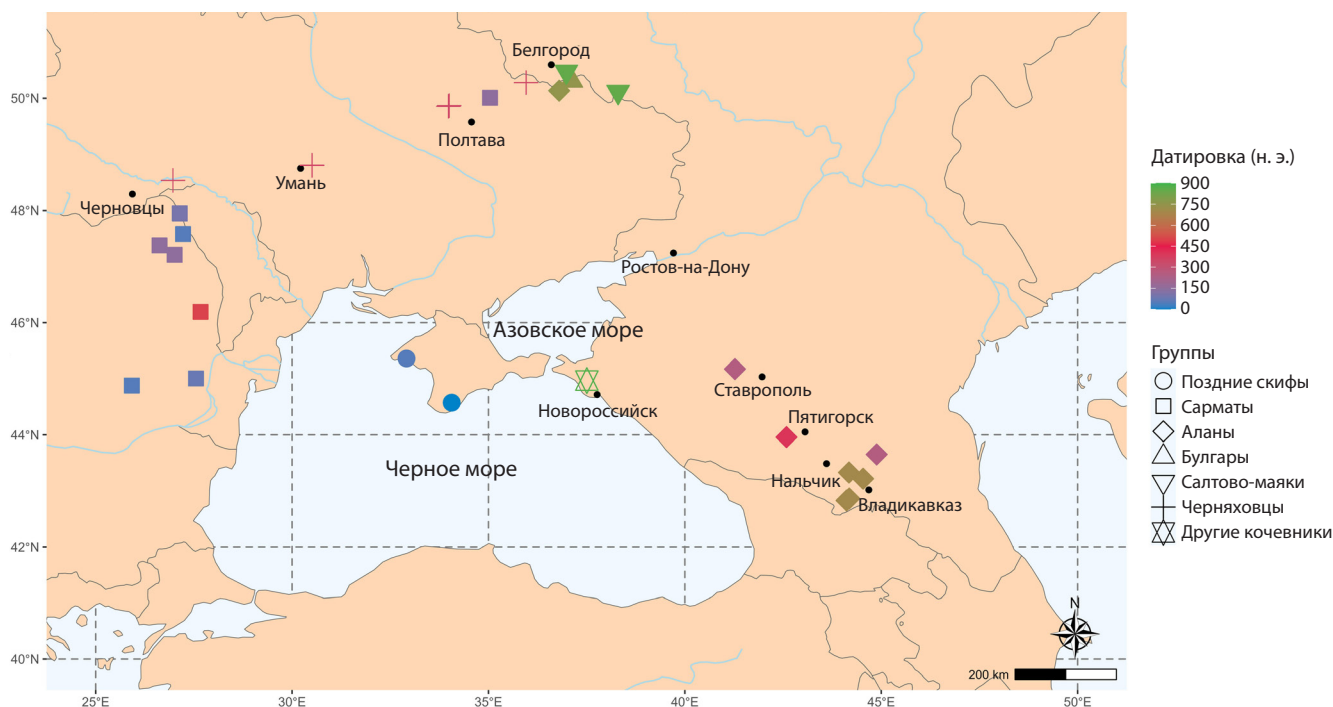 50°N
48°N
46°N
44°N
42°N
40°N
Белгород
Полтава
Умань
Черновцы
Ростов-на-Дону
Азовское море
Ставрополь
Новороссийск
Пятигорск
Черное море
Нальчик
Владикавказ
N
200 km
25°E
30°E
35°E
40°E
45°E
50°E
Датировка (н. э.)
900
750
600
450
300
150
0
Группы
Поздние скифы
Сарматы
Аланы
Булгары
Салтово-маяки
Черняховцы
Другие кочевники